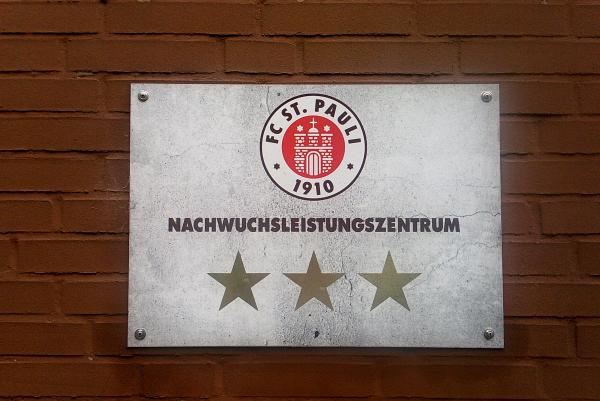 FC ST. PAULI
1910
NACHWUCHSLEISTUNGSZENTRUM